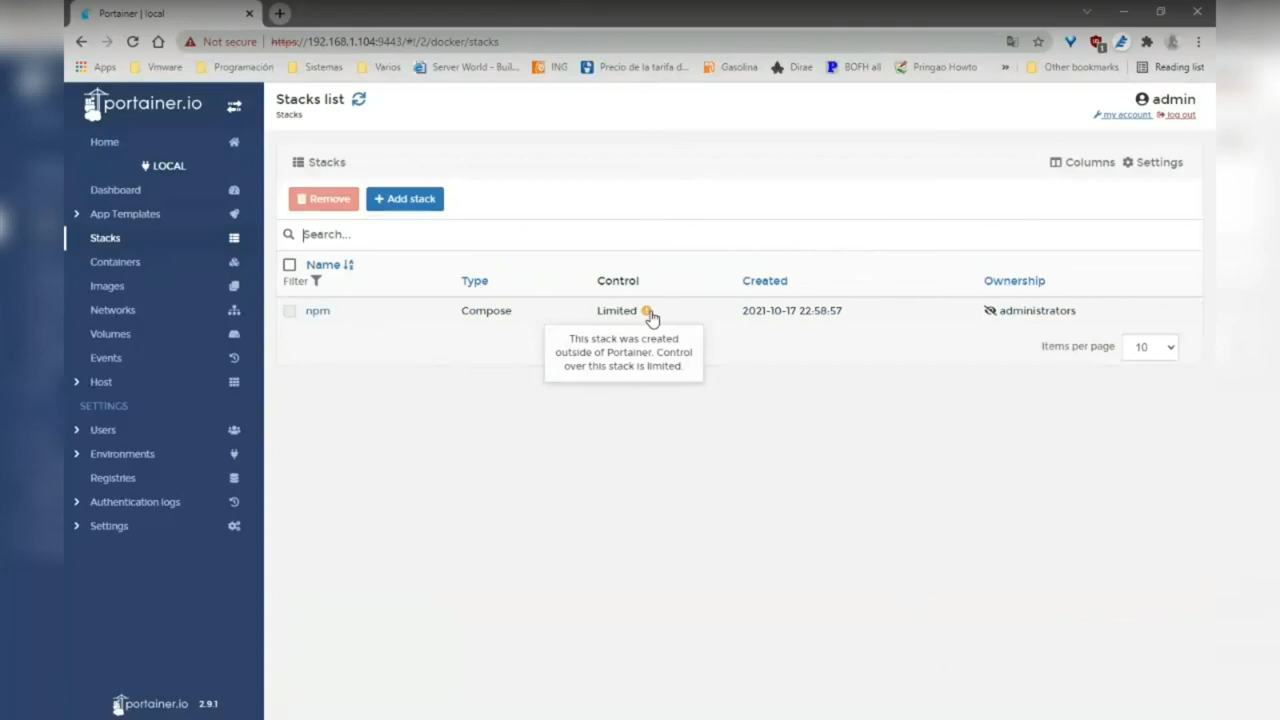 Portainer | local
Not secure
https://192.168.1.104:9443/#!/2/docker/stacks
Apps
Vmware
Programación
Sistemas
Varios
Server World - Buil...
ING
Precio de la tarifa d...
Gasolina
Dirae
BOFH all
Pringao Howto
»
Other bookmarks
Reading list
portainer.io
Home
LOCAL
Dashboard
App Templates
Stacks
Containers
Images
Networks
Volumes
Events
Host
SETTINGS
Users
Environments
Registries
Authentication logs
Settings
portainer.io 2.9.1
Stacks list
Stacks
admin
my account log out
Stacks
Columns Settings
Remove
+ Add stack
Search...
Name
Filter
Type
Control
Created
Ownership
npm
Compose
Limited
2021-10-17 22:58:57
administrators
This stack was created
outside of Portainer. Control
over this stack is limited.
Items per page
10